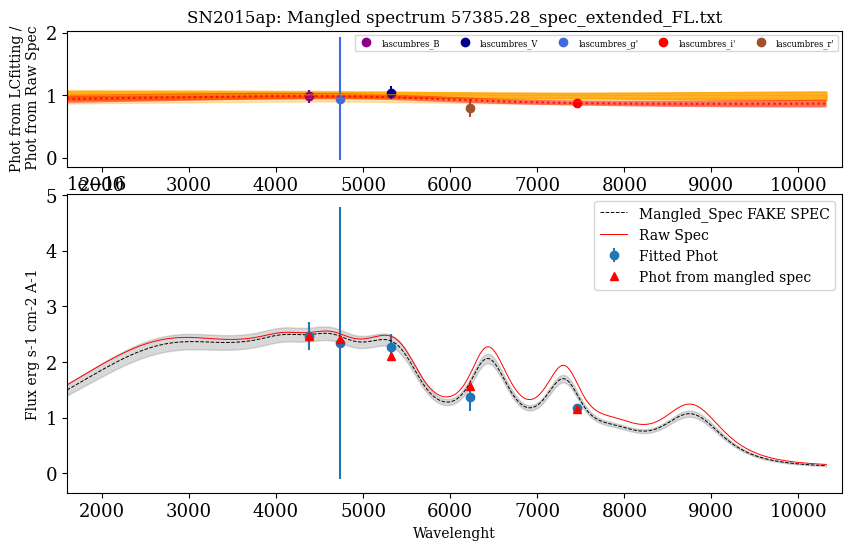 SN2015ap: Mangled spectrum 57385.28_spec_extended_FL.txt
Phot from LCfitting /
Phot from Raw Spec
2
1
0
lascumbres_B
lascumbres_V
lascumbres_g'
lascumbres_i'
lascumbres_r'
2000 3000 4000 5000 6000 7000 8000 9000 10000
Flux erg s-1 cm-2 A-1
5
4
3
2
1
0
Mangled_Spec FAKE SPEC
Raw Spec
Fitted Phot
Phot from mangled spec
2000 3000 4000 5000 6000 7000 8000 9000 10000
Wavelenght